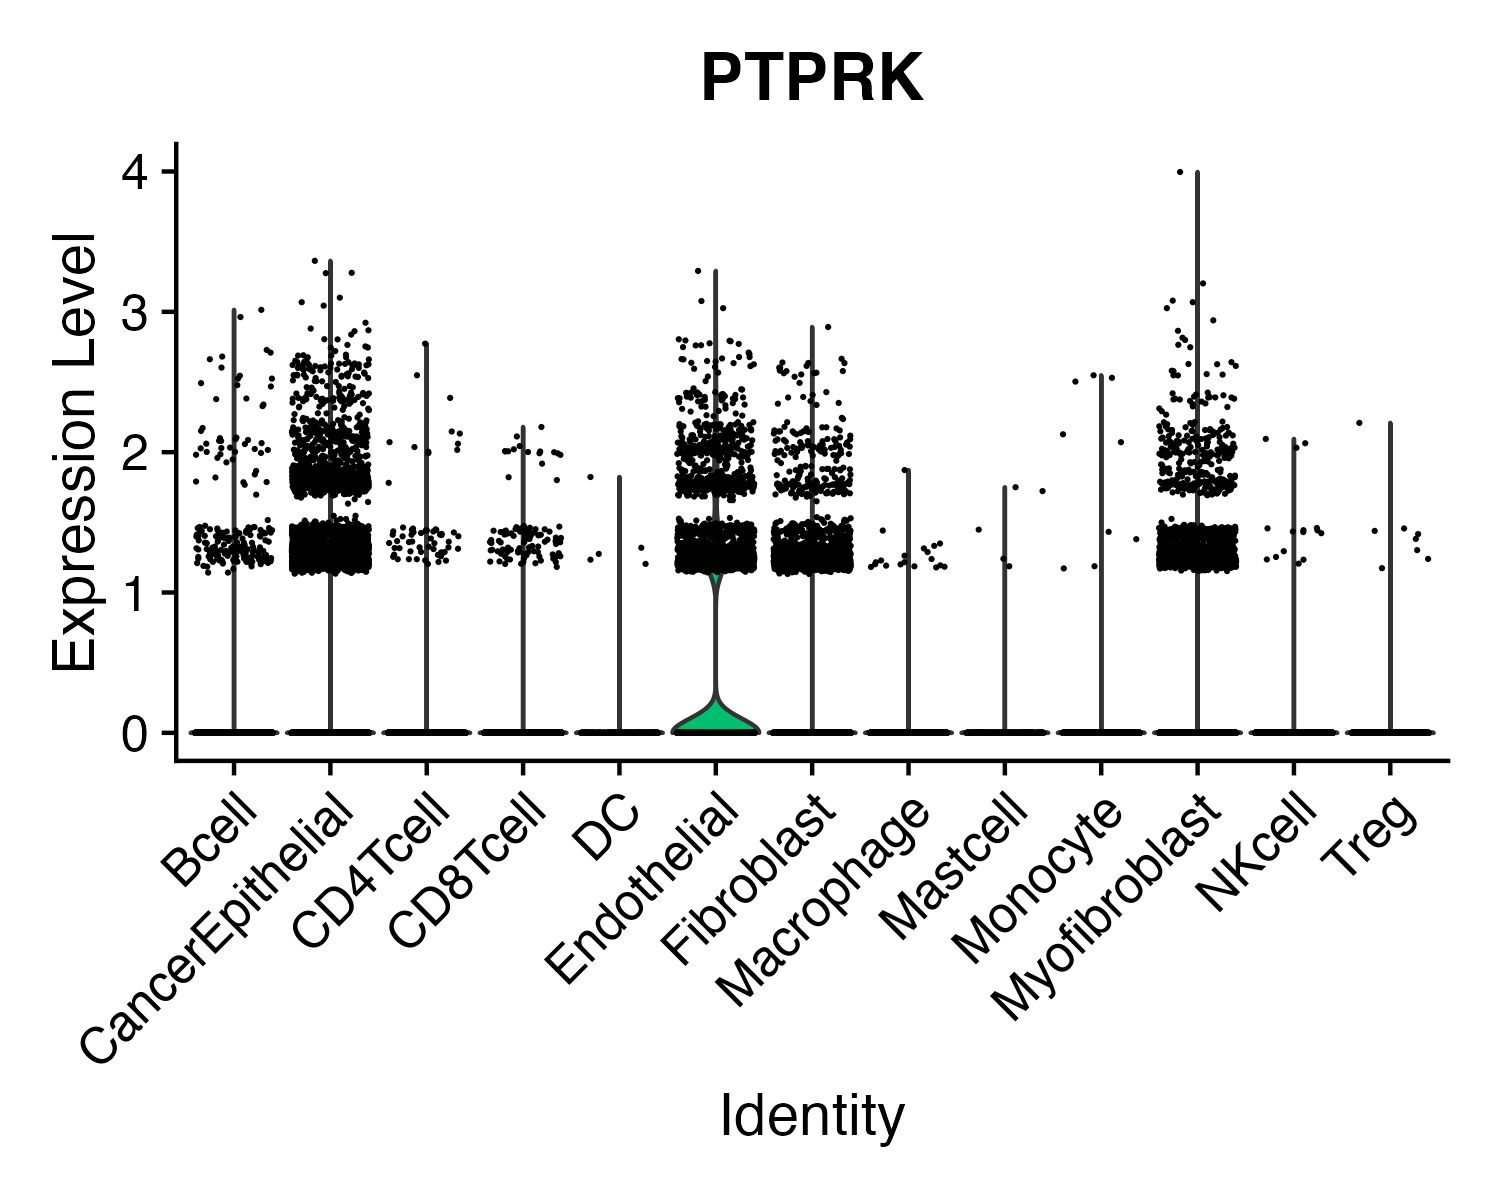 PTPRK
Expression Level
4
3
2
1
0
Bcell
CancerEpithelial
CD4Tcell
CD8Tcell
DC
Endothelial
Fibroblast
Macrophage
Mastcell
Monocyte
Myofibroblast
NKcell
Treg
Identity